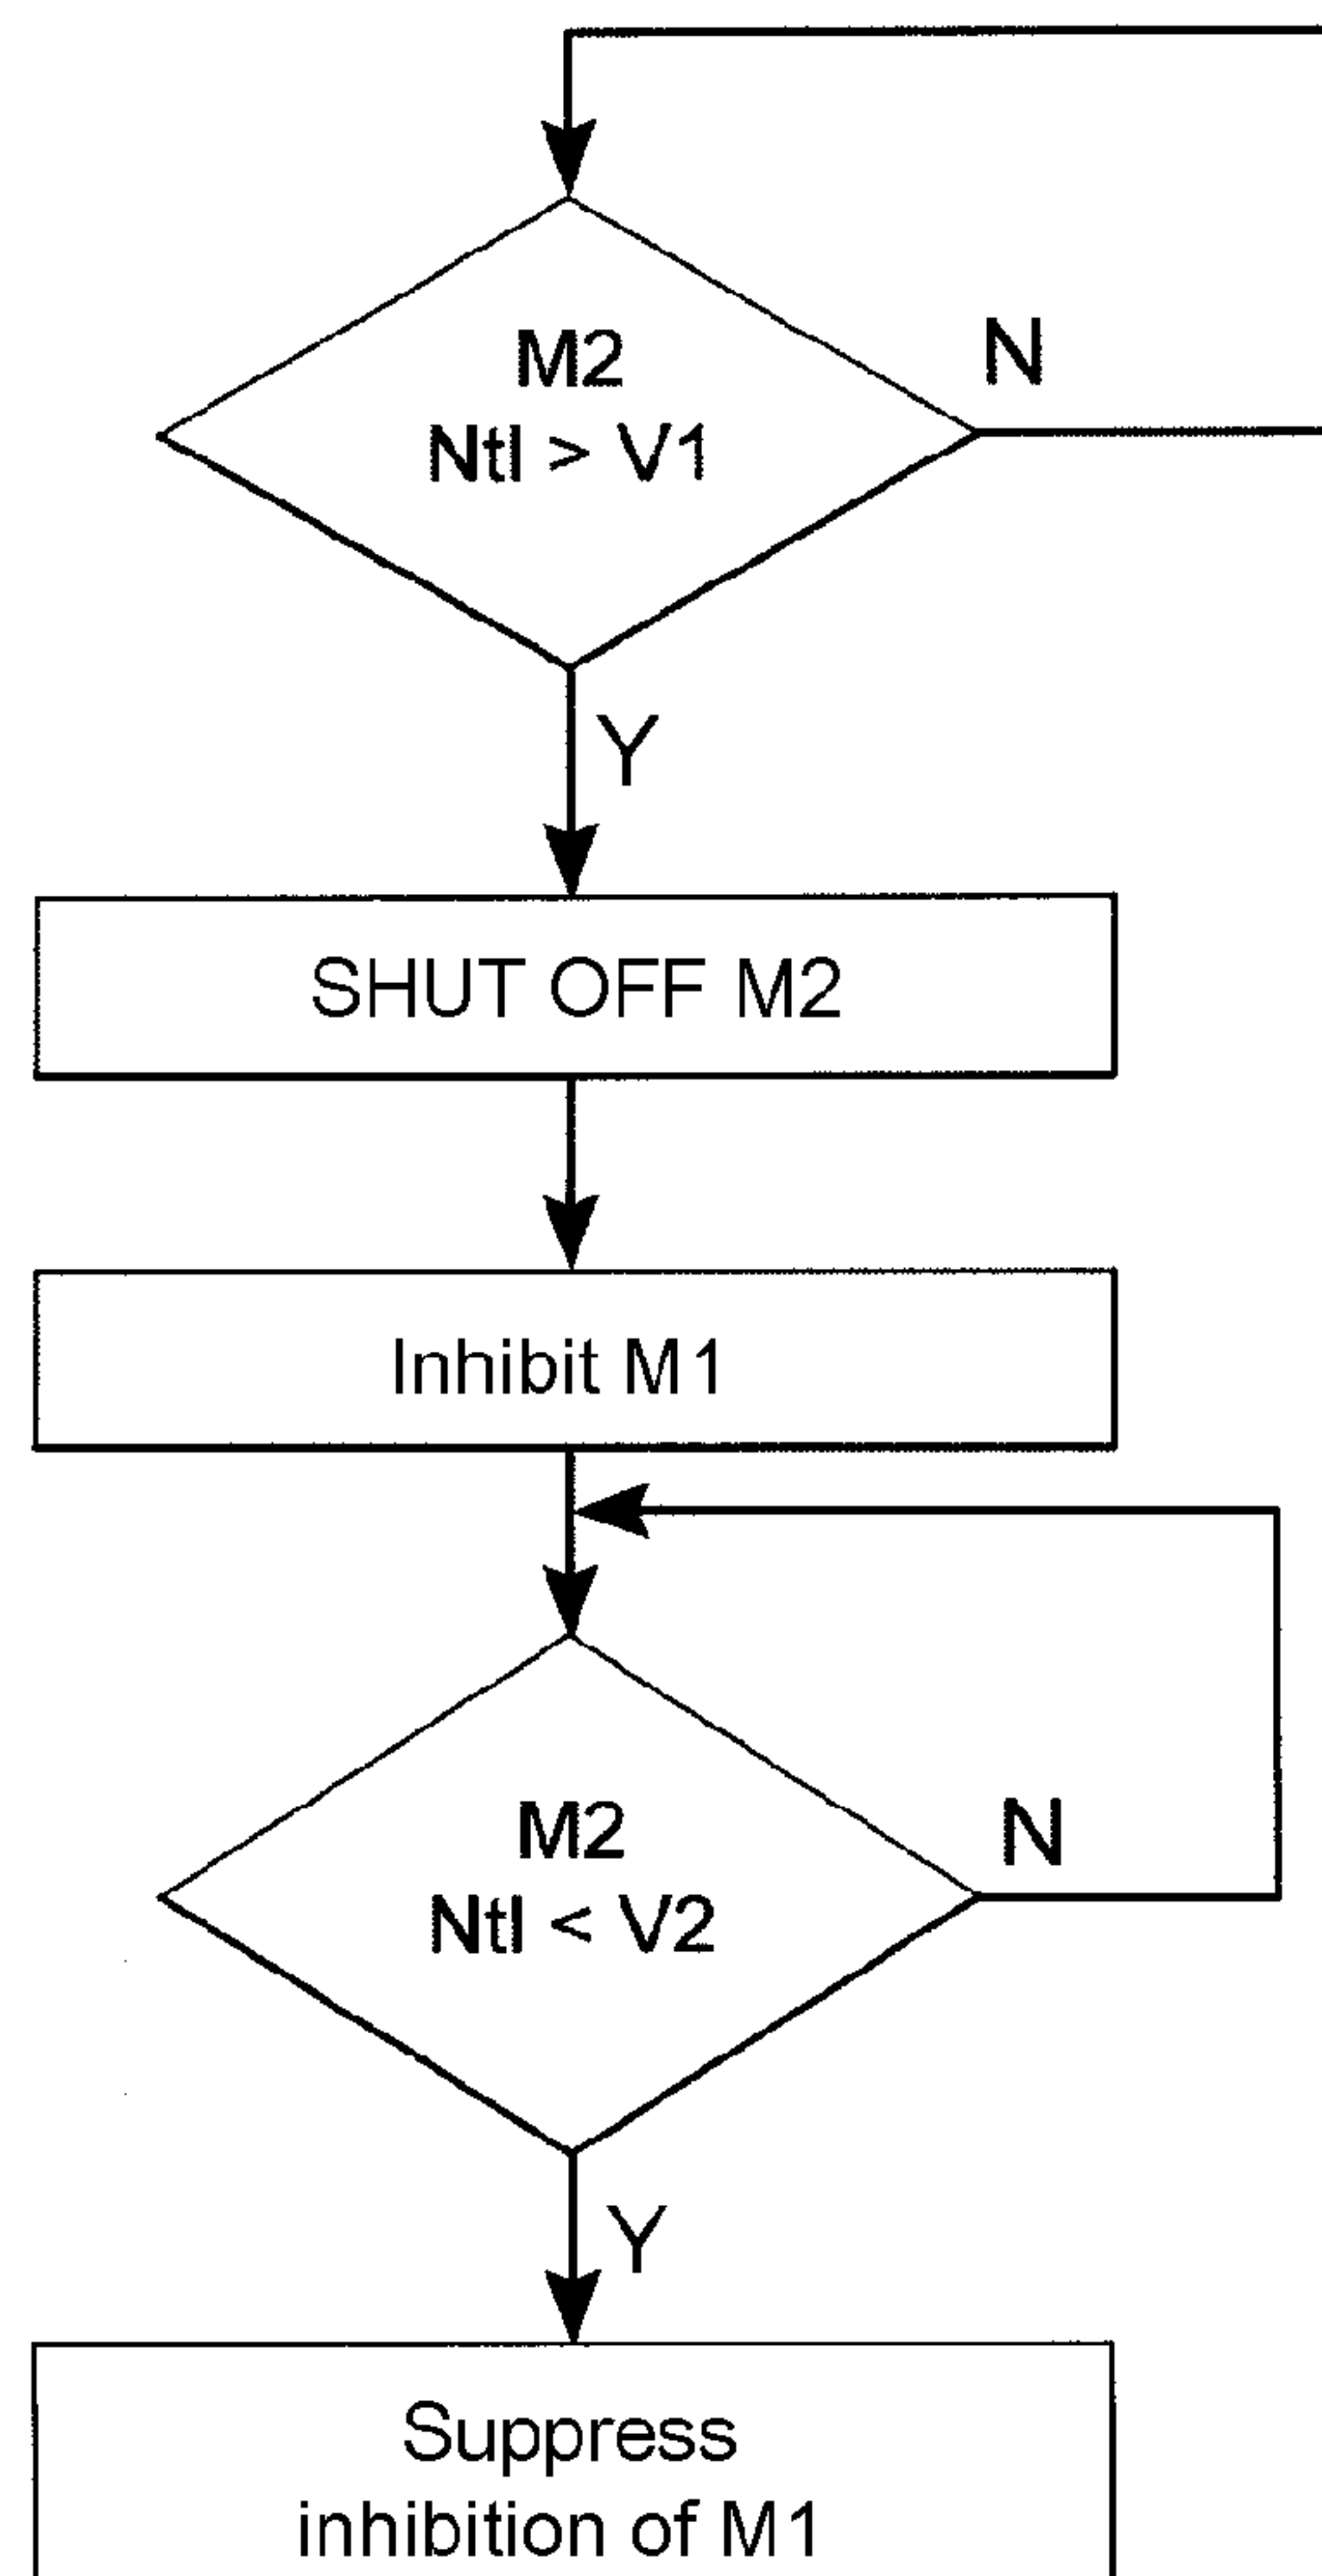 M2
Ntl > V1
N
Y
SHUT OFF M2
Inhibit M1
M2
Ntl < V2
N
Y
Suppress
inhibition of M1